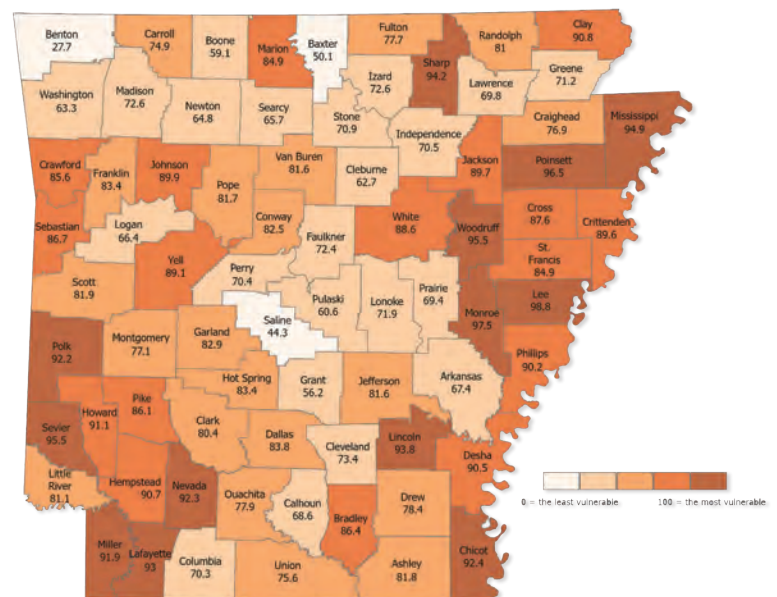 Benton
27.7
Carroll
74.9
Boone
59.1
Marion
84.9
Baxter
50.1
Fulton
77.7
Randolph
81
Clay
90.8
Sharp
94.2
Izard
72.6
Lawrence
69.8
Greene
71.2
Washington
63.3
Madison
72.6
Newton
64.8
Searcy
65.7
Stone
70.9
Independence
70.5
Craighead
76.9
Mississippi
94.9
Crawford
85.6
Franklin
83.4
Johnson
89.9
Pope
81.7
Van Buren
81.6
Cleburne
62.7
Jackson
89.7
Poinsett
96.5
Sebastian
86.7
Logan
66.4
Conway
82.5
Faulkner
72.4
White
88.6
Woodruff
95.5
Cross
87.6
Crittenden
89.6
Yell
89.1
St.
Francis
84.9
Scott
81.9
Perry
70.4
Pulaski
60.6
Lonoke
71.9
Prairie
69.4
Monroe
97.5
Lee
98.8
Saline
44.3
Polk
92.2
Montgomery
77.1
Garland
82.9
Phillips
90.2
Hot Spring
83.4
Grant
56.2
Jefferson
81.6
Arkansas
67.4
Pike
86.1
Howard
91.1
Sevier
95.5
Clark
80.4
Dallas
83.8
Cleveland
73.4
Lincoln
93.8
Desha
90.5
Little
River
81.1
Hempstead
90.7
Nevada
92.3
Ouachita
77.9
Calhoun
68.6
Bradley
86.4
Drew
78.4
Miller
91.9
Lafayette
93
Columbia
70.3
Union
75.6
Ashley
81.8
Chicot
92.4
0 = the least vulnerable
100 = the most vulnerable